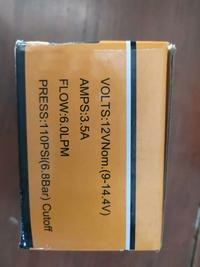 VOLTS:12VNom.(9-14.4V)
AMPS:3.5A
FLOW:6.0LPM
PRESS:110PSI(6.8Bar) Cutoff